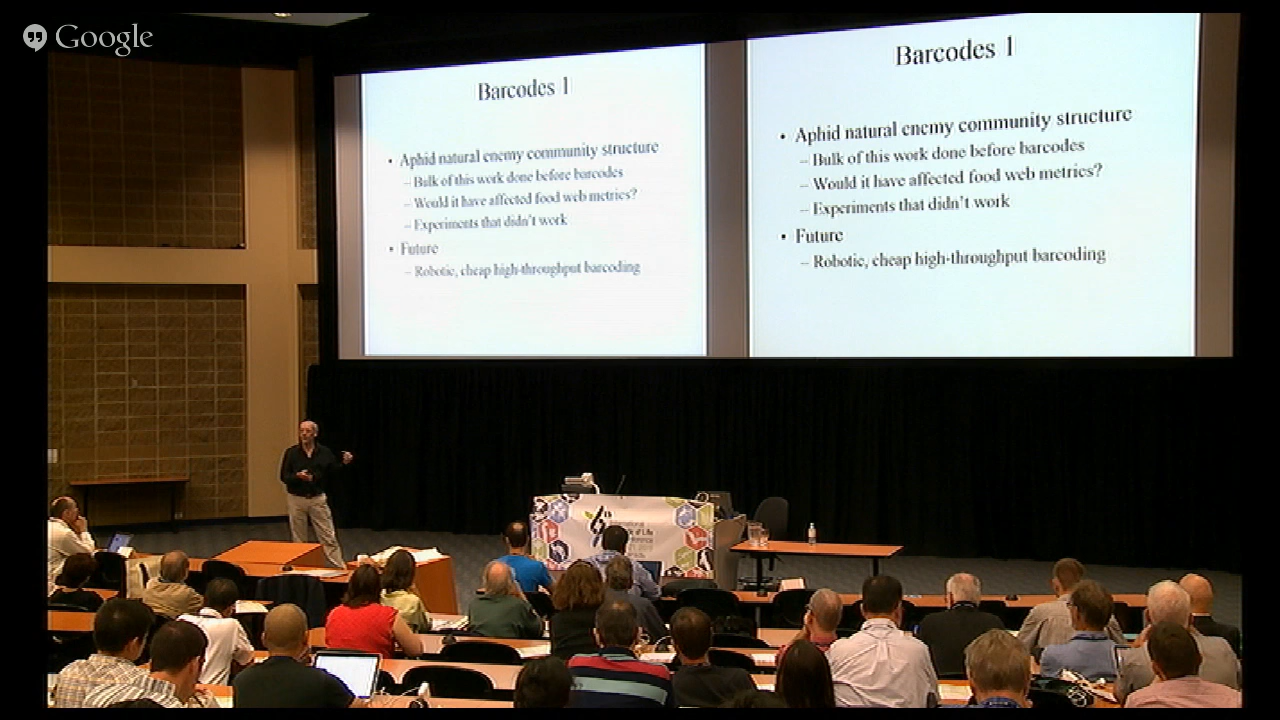 Google
Barcodes 1
• Aphid natural enemy community structure
– Bulk of this work done before barcodes
– Would it have affected food web metrics?
– Experiments that didn't work
• Future
– Robotic, cheap high-throughput barcoding
Barcodes 1
• Aphid natural enemy community structure
– Bulk of this work done before barcodes
– Would it have affected food web metrics?
– Experiments that didn't work
• Future
– Robotic, cheap high-throughput barcoding
of Life